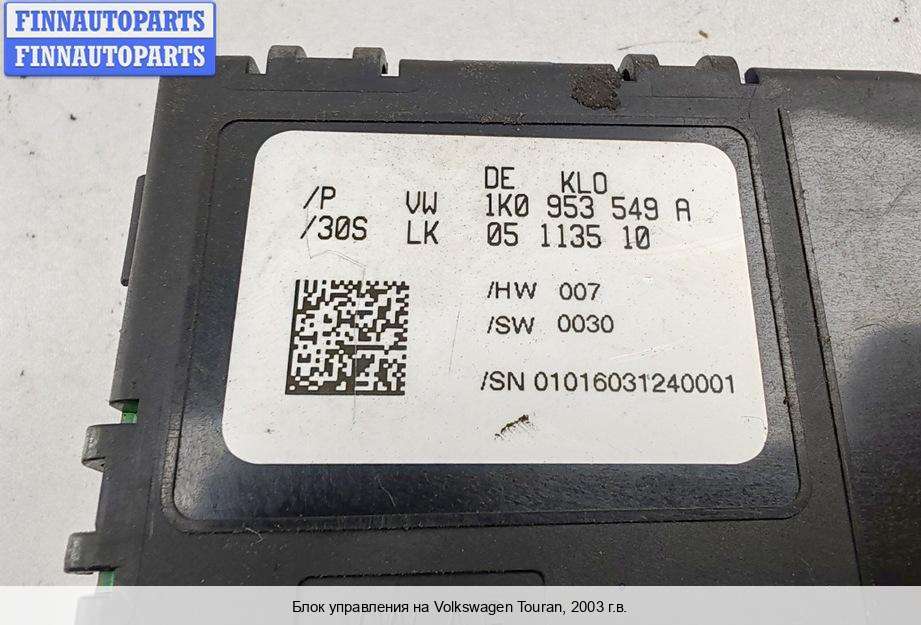 FINNAUTOPARTS
FINNAUTOPARTS
DE KLO
/P VW 1K0 953 549 A
/30S LK 05 1135 10
/HW 007
/SW 0030
/SN 01016031240001
Блок управления на Volkswagen Touran, 2003 г.в.